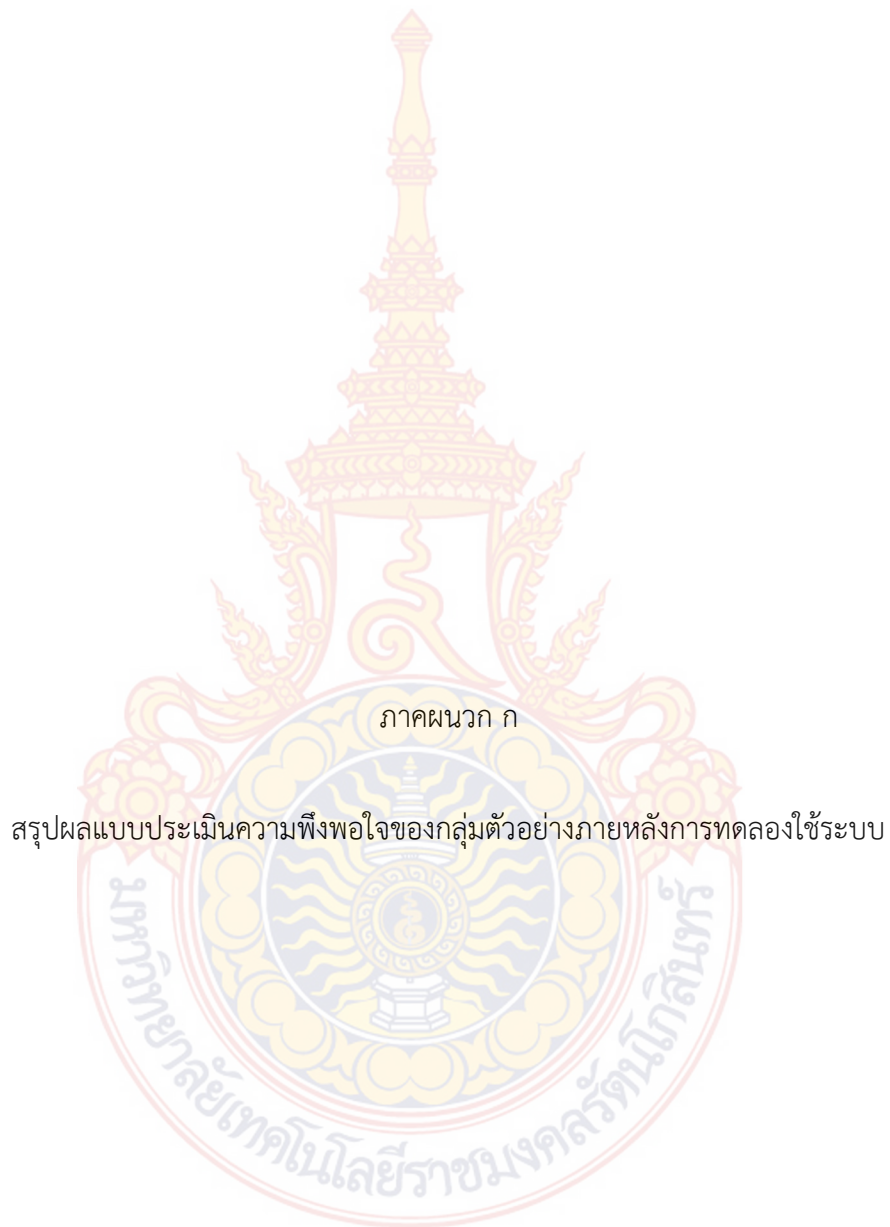 ภาคผนวก ก
สรุปผลแบบประเมินความพึงพอใจของกลุ่มตัวอย่างภายหลังการทดลองใช้ระบบ
มหาวิทยาลัยเทคโนโลยีราชมงคลรัตนโกสินทร์